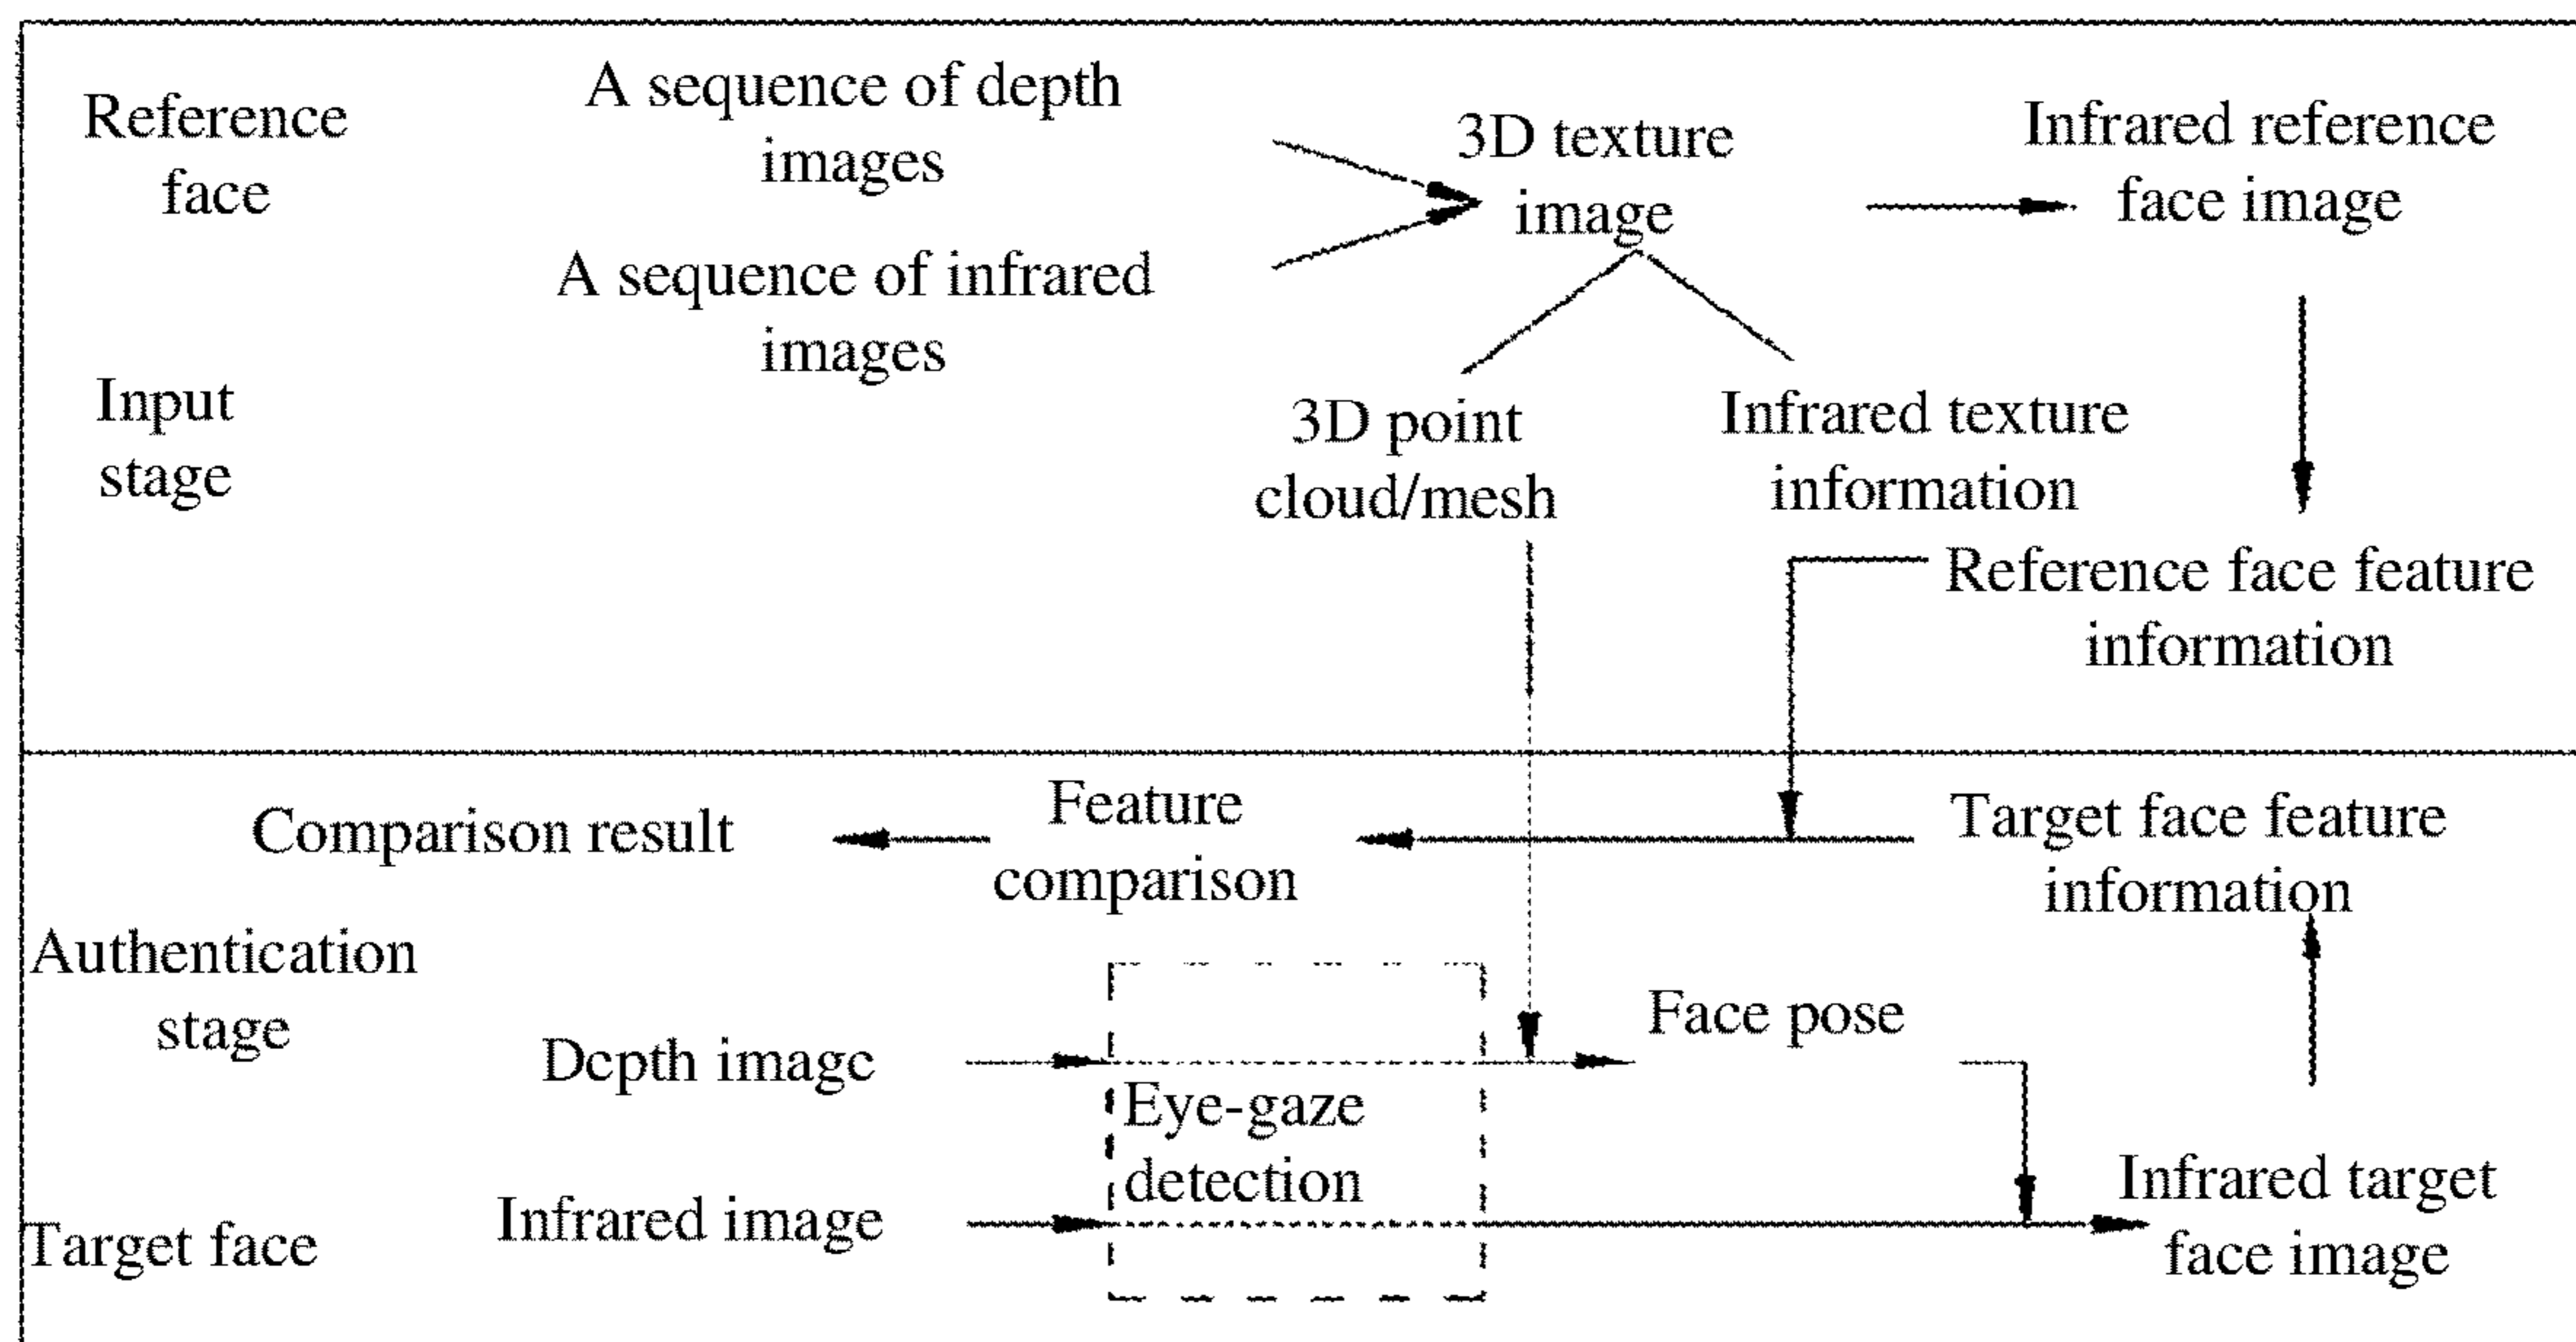 Reference
face
A sequence of depth
images
3D texture
image
Infrared reference
face image
A sequence of infrared
images
Input
stage
3D point
cloud/mesh
Infrared texture
information
Reference face feature
information
Comparison result
Feature
comparison
Target face feature
information
Authentication
stage
Depth image
Face pose
Eye-gaze
detection
Infrared image
Infrared target
face image
Target face